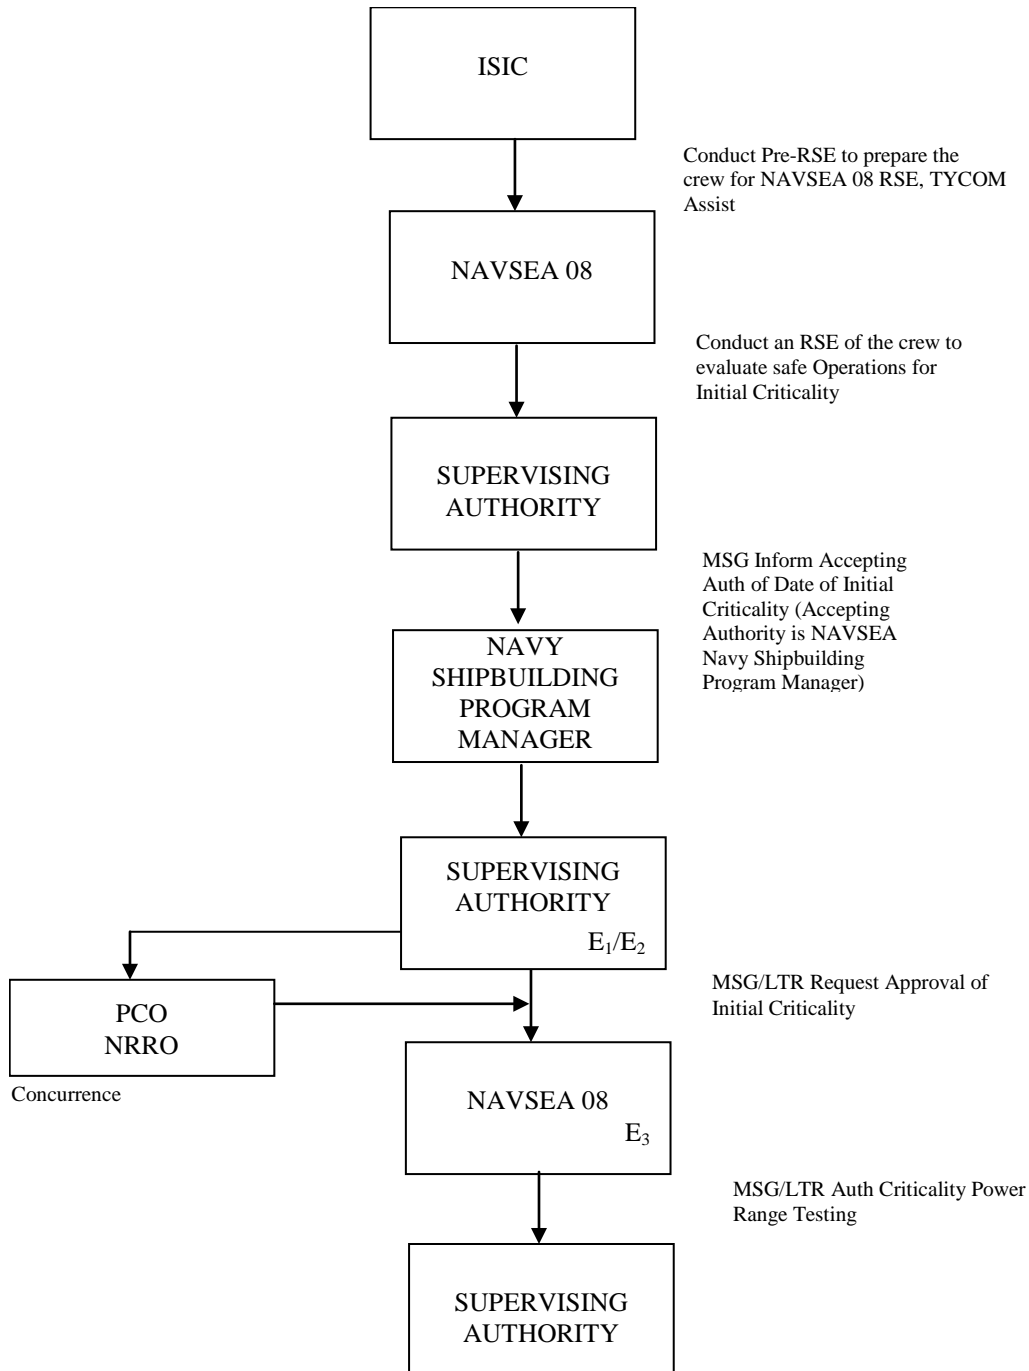 ISIC
Conduct Pre-RSE to prepare the
crew for NAVSEA 08 RSE, TYCOM
Assist
NAVSEA 08
Conduct an RSE of the crew to
evaluate safe Operations for
Initial Criticality
SUPERVISING
AUTHORITY
MSG Inform Accepting
Auth of Date of Initial
Criticality (Accepting
Authority is NAVSEA
Navy Shipbuilding
Program Manager)
NAVY
SHIPBUILDING
PROGRAM
MANAGER
SUPERVISING
AUTHORITY
E₁/E₂
MSG/LTR Request Approval of
Initial Criticality
PCO
NRRO
Concurrence
NAVSEA 08
E₃
MSG/LTR Auth Criticality Power
Range Testing
SUPERVISING
AUTHORITY